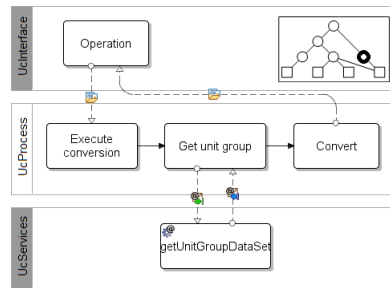 UcInterface
Operation
UcProcess
Execute
conversion
Get unit group
Convert
UcServices
getUnitGroupDataSet